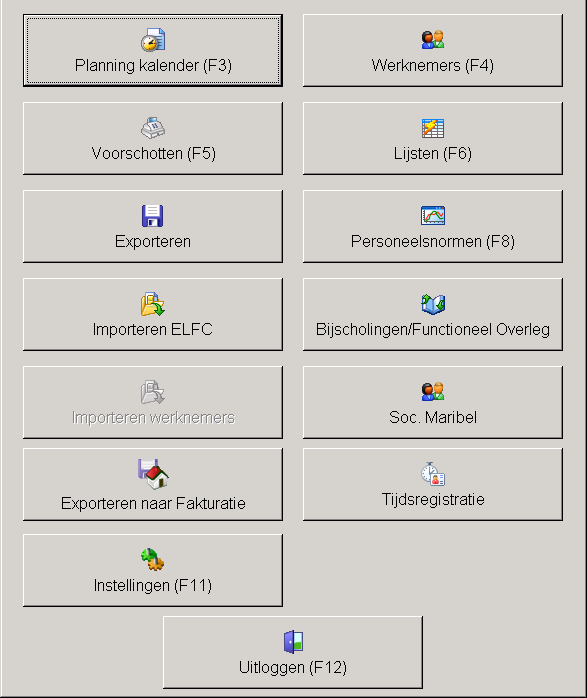 Planning kalender (F3)
Werknemers (F4)
Voorschotten (F5)
Lijsten (F6)
Exporteren
Personeelsnormen (F8)
Importeren ELFC
Bijscholingen/Functioneel Overleg
Importeren werknemers
Soc. Maribel
Exporteren naar Fakturatie
Tijdsregistratie
Instellingen (F11)
Uitloggen (F12)